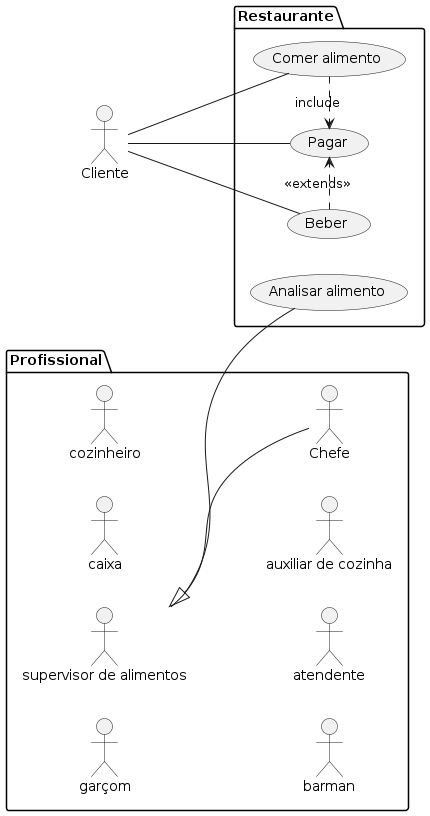 Restaurante
Comer alimento
include
Cliente
Pagar
«extends»
Beber
Analisar alimento
Profissional
cozinheiro
Chefe
caixa
auxiliar de cozinha
supervisor de alimentos
atendente
garçom
barman